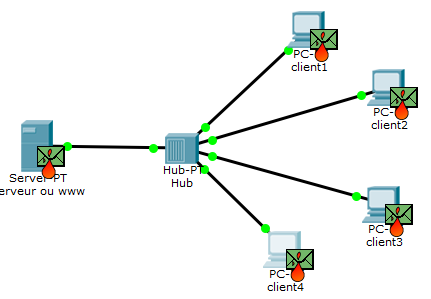 PC-
client1
PC-
client2
Server-PT
erveur ou www
Hub-PT
Hub
PC-
client3
PC-
client4